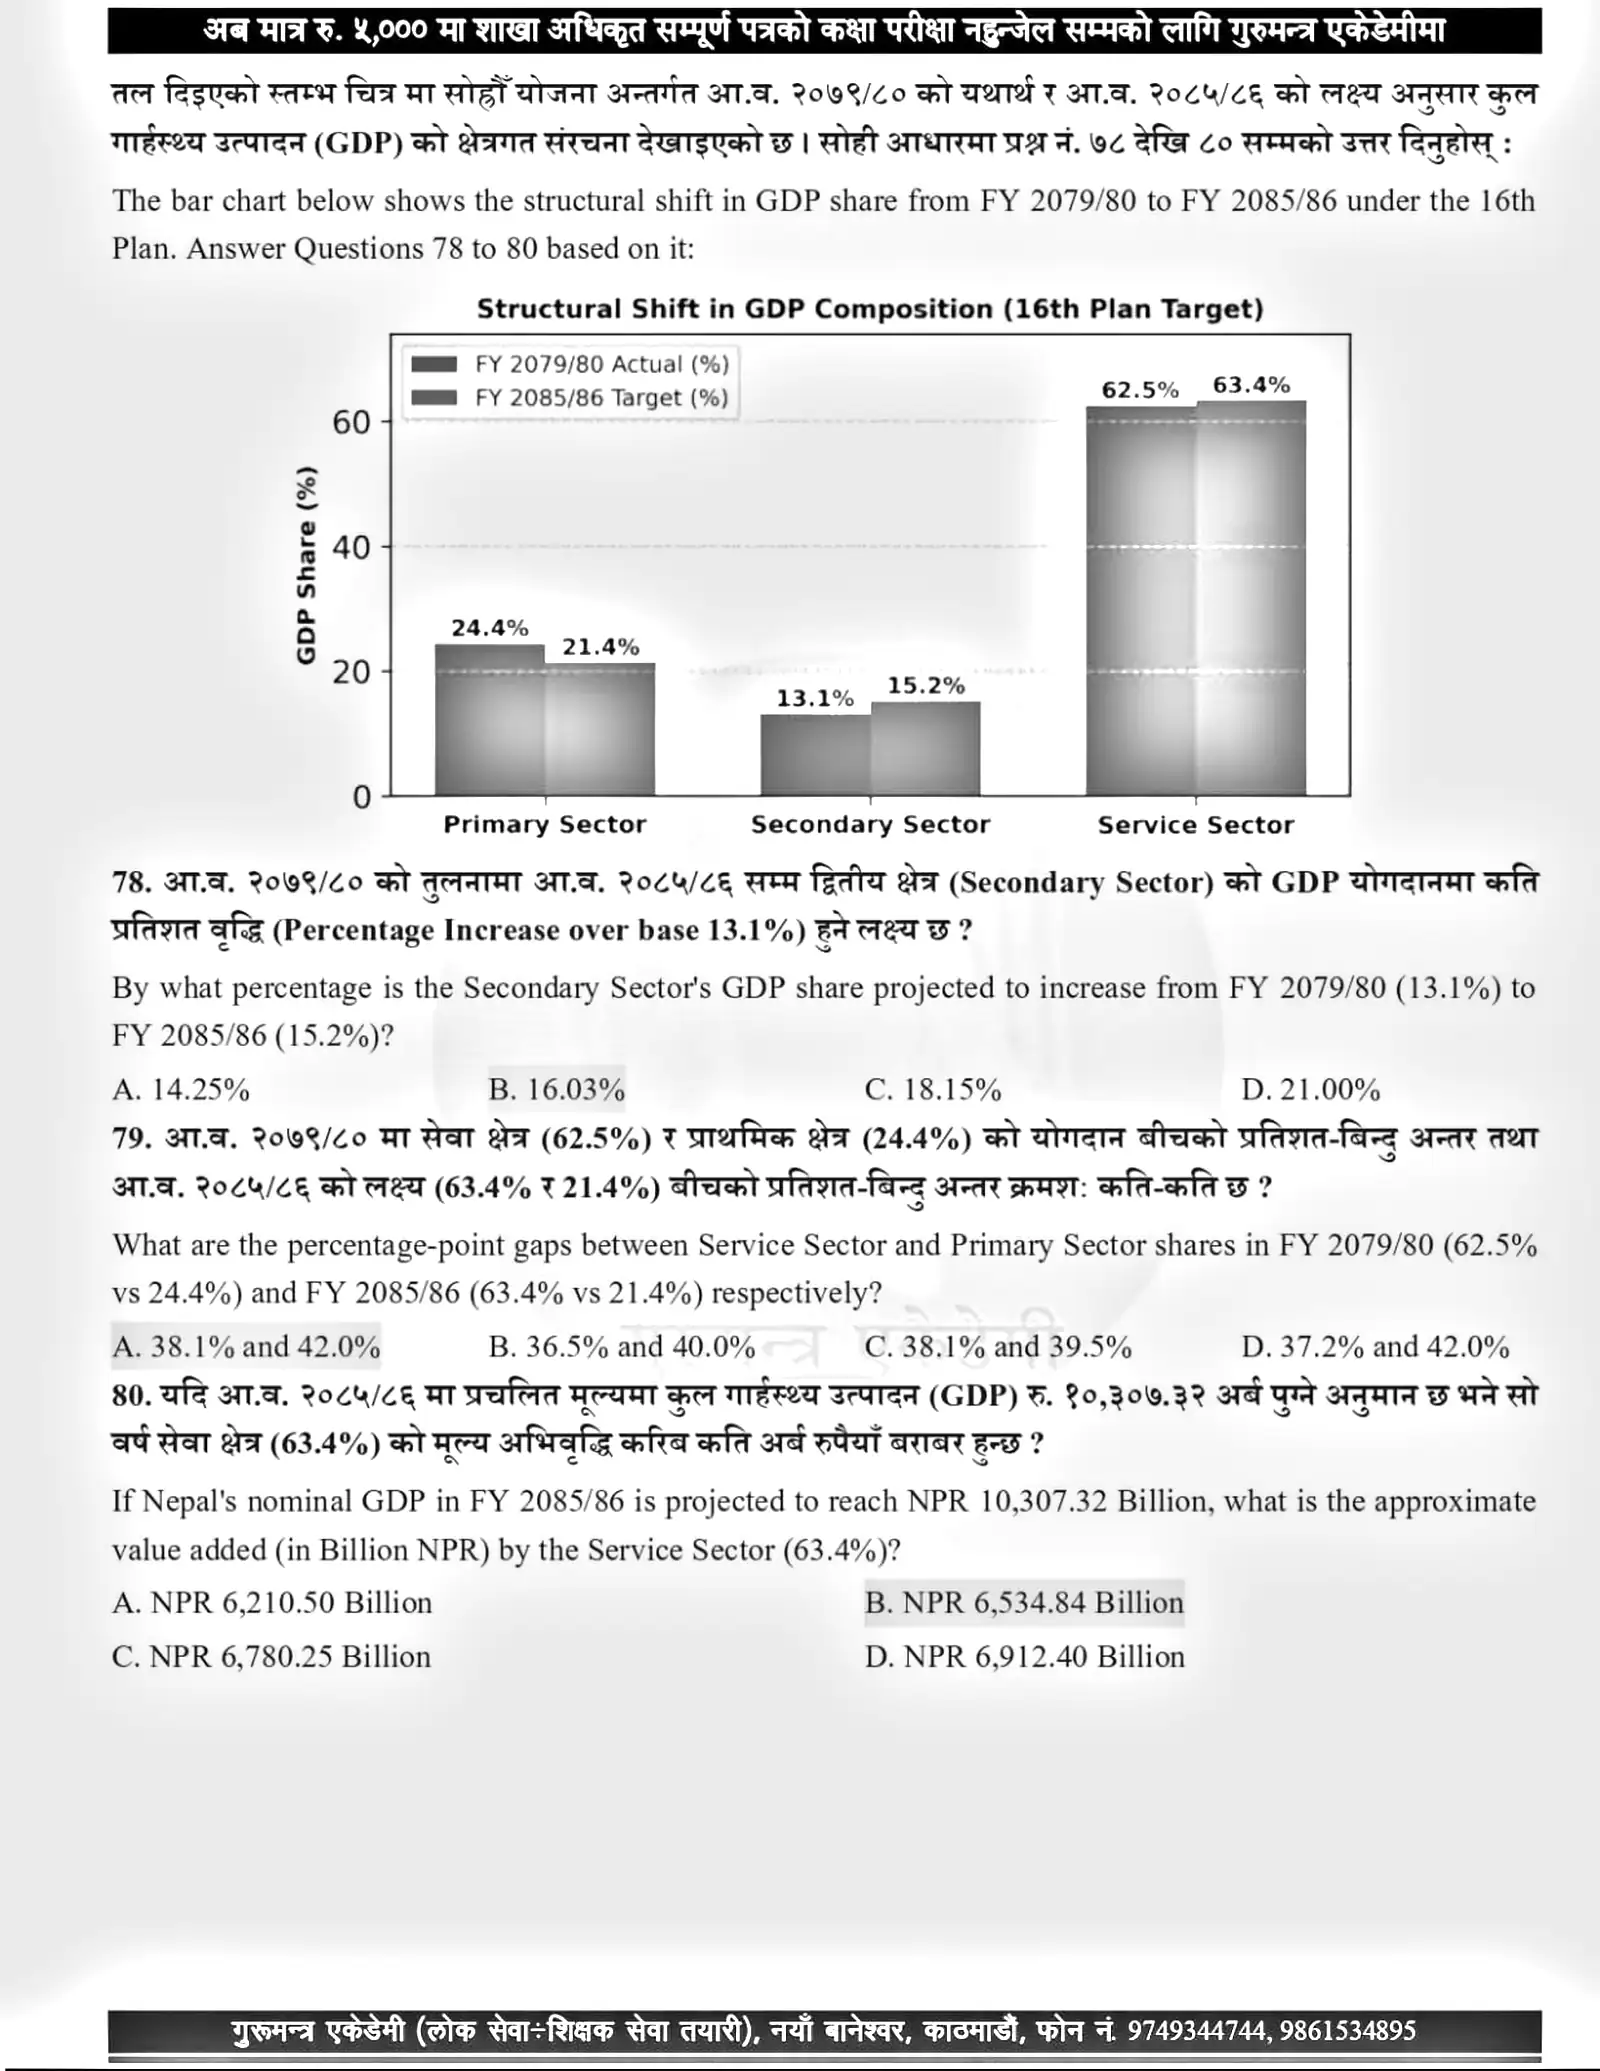 अब मात्र रु. ५,००० मा शाखा अधिकृत सम्पूर्ण पत्रको कक्षा परीक्षा नहुन्जेल सम्मको लागि गुरुमन्त्र एकेडेमीमा
तल दिइएको स्तम्भ चित्र मा सोह्रौँ योजना अन्तर्गत आ.व. २०७९/८० को यथार्थ र आ.व. २०८५/८६ को लक्ष्य अनुसार कुल
गार्हस्थ्य उत्पादन (GDP) को क्षेत्रगत संरचना देखाइएको छ । सोही आधारमा प्रश्न नं. ७८ देखि ८० सम्मको उत्तर दिनुहोस् :
The bar chart below shows the structural shift in GDP share from FY 2079/80 to FY 2085/86 under the 16th
Plan. Answer Questions 78 to 80 based on it:
Structural Shift in GDP Composition (16th Plan Target)
FY 2079/80 Actual (%)
FY 2085/86 Target (%)
62.5% 63.4%
60
40
GDP Share (%)
24.4% 21.4%
20
13.1% 15.2%
0
Primary Sector Secondary Sector Service Sector
78. आ.व. २०७९/८० को तुलनामा आ.व. २०८५/८६ सम्म द्वितीय क्षेत्र (Secondary Sector) को GDP योगदानमा कति
प्रतिशत वृद्धि (Percentage Increase over base 13.1%) हुने लक्ष्य छ ?
By what percentage is the Secondary Sector's GDP share projected to increase from FY 2079/80 (13.1%) to
FY 2085/86 (15.2%)?
A. 14.25% B. 16.03% C. 18.15% D. 21.00%
79. आ.व. २०७९/८० मा सेवा क्षेत्र (62.5%) र प्राथमिक क्षेत्र (24.4%) को योगदान बीचको प्रतिशत-बिन्दु अन्तर तथा
आ.व. २०८५/८६ को लक्ष्य (63.4% र 21.4%) बीचको प्रतिशत-बिन्दु अन्तर क्रमशः कति-कति छ ?
What are the percentage-point gaps between Service Sector and Primary Sector shares in FY 2079/80 (62.5%
vs 24.4%) and FY 2085/86 (63.4% vs 21.4%) respectively?
A. 38.1% and 42.0% B. 36.5% and 40.0% C. 38.1% and 39.5% D. 37.2% and 42.0%
80. यदि आ.व. २०८५/८६ मा प्रचलित मूल्यमा कुल गार्हस्थ्य उत्पादन (GDP) रु. १०,३०७.३२ अर्ब पुग्ने अनुमान छ भने सो
वर्ष सेवा क्षेत्र (63.4%) को मूल्य अभिवृद्धि करिब कति अर्ब रुपैयाँ बराबर हुन्छ ?
If Nepal's nominal GDP in FY 2085/86 is projected to reach NPR 10,307.32 Billion, what is the approximate
value added (in Billion NPR) by the Service Sector (63.4%)?
A. NPR 6,210.50 Billion B. NPR 6,534.84 Billion
C. NPR 6,780.25 Billion D. NPR 6,912.40 Billion
गुरूमन्त्र एकेडेमी (लोक सेवा÷शिक्षक सेवा तयारी), नयाँ बानेश्वर, काठमाडौं, फोन नं. 9749344744, 9861534895